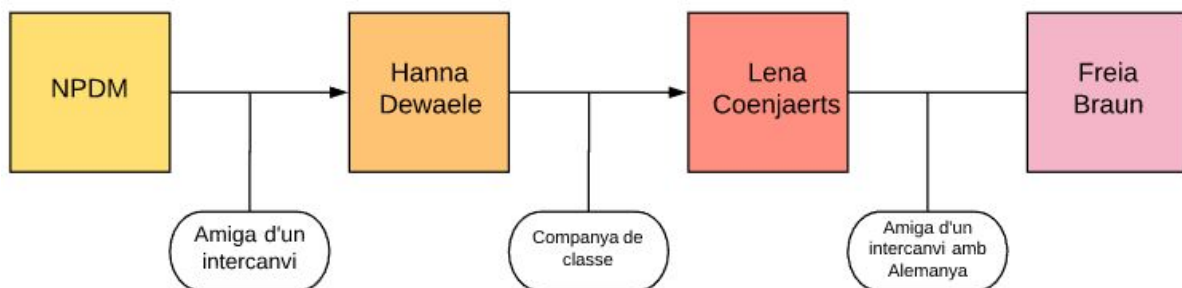 NPDM
Hanna
Dewaele
Lena
Coenjaerts
Freia
Braun
Amiga d'un
intercanvi
Companya de
classe
Amiga d'un
intercanvi amb
Alemanya